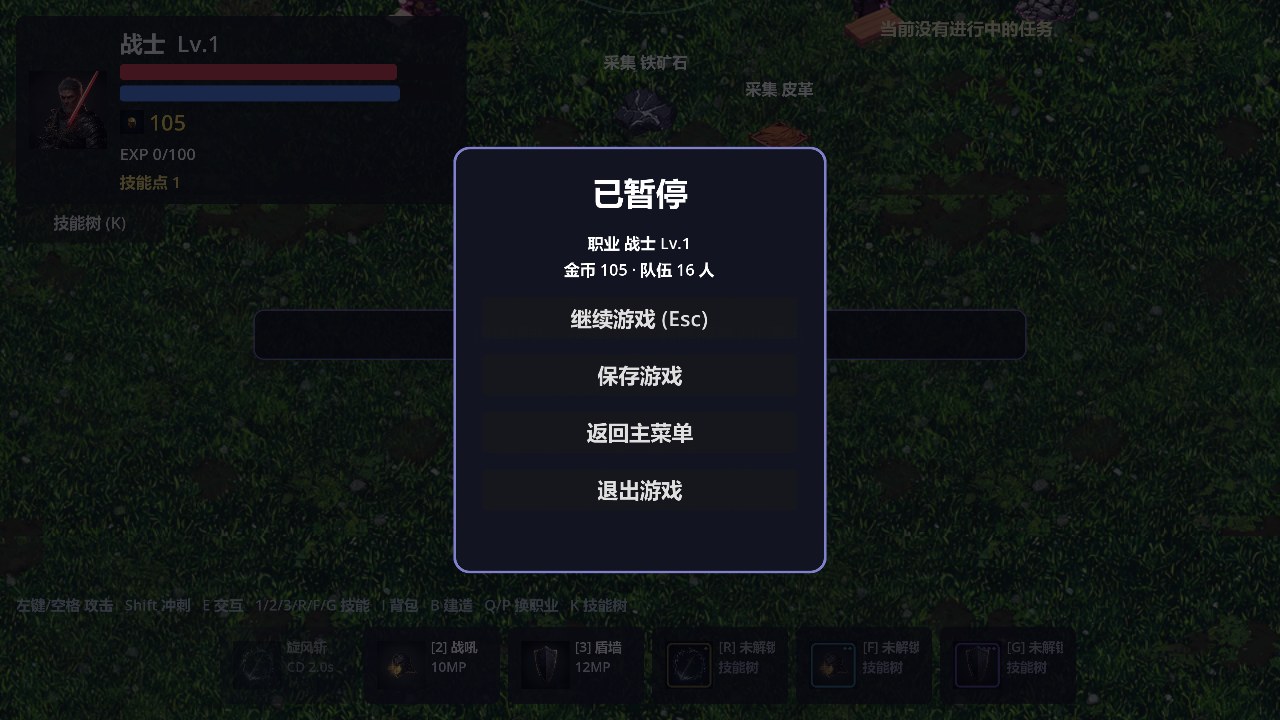 战士 Lv.1
105
EXP 0/100
技能点 1
技能树 (K)
当前没有进行中的任务
采集 铁矿石
采集 皮革
已暂停
职业 战士 Lv.1
金币 105 · 队伍 16 人
继续游戏 (Esc)
保存游戏
返回主菜单
退出游戏
左键/空格 攻击 · Shift 冲刺 · E 交互 · 1/2/3/R/F/G 技能 · I 背包 · B 建造 · O/P 换职业 · K 技能树
旋风斩
CD 2.0s
[2] 战吼
10MP
[3] 盾墙
12MP
[R] 未解锁
技能树
[F] 未解锁
技能树
[G] 未解锁
技能树